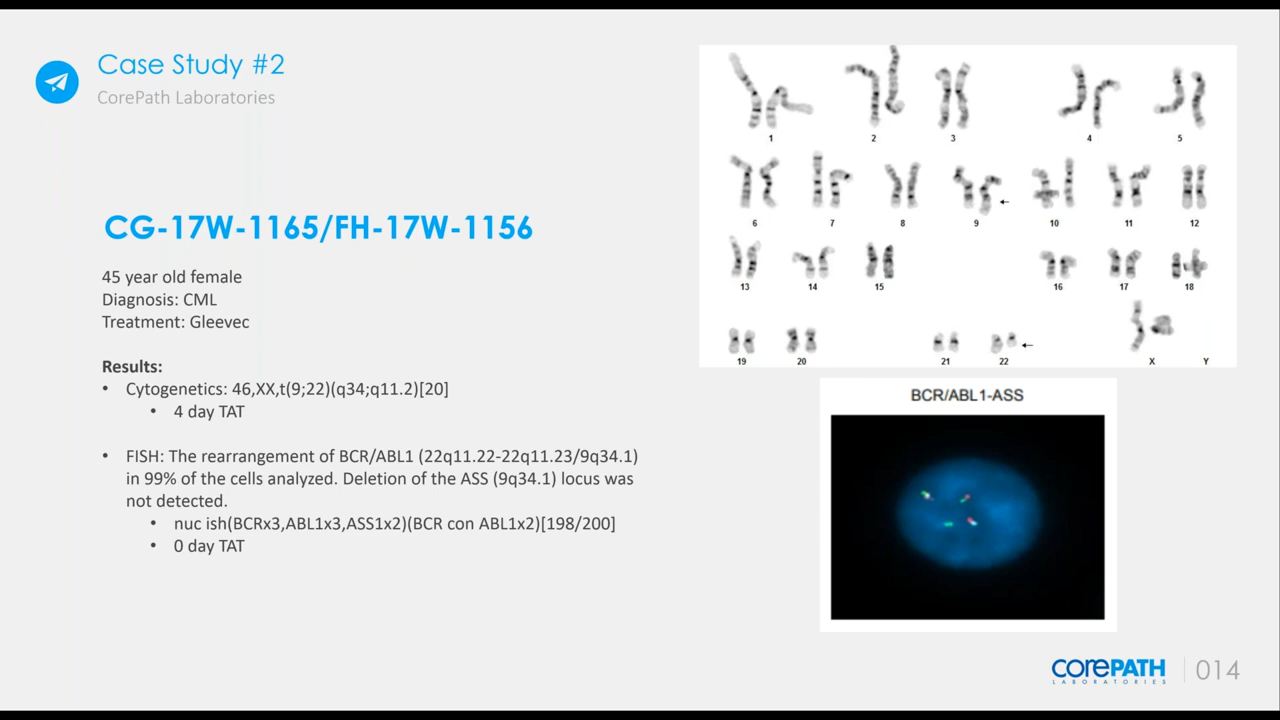 Case Study #2
CorePath Laboratories
CG-17W-1165/FH-17W-1156
45 year old female
Diagnosis: CML
Treatment: Gleevec
Results:
• Cytogenetics: 46,XX,t(9;22)(q34;q11.2)[20]
• 4 day TAT
• FISH: The rearrangement of BCR/ABL1 (22q11.22-22q11.23/9q34.1)
in 99% of the cells analyzed. Deletion of the ASS (9q34.1) locus was
not detected.
• nuc ish(BCRx3,ABL1x3,ASS1x2)(BCR con ABL1x2)[198/200]
• 0 day TAT
1 2 3 4 5
6 7 8 9 10 11 12
13 14 15 16 17 18
19 20 21 22 X Y
BCR/ABL1-ASS
corePATH
LABORATORIES
014